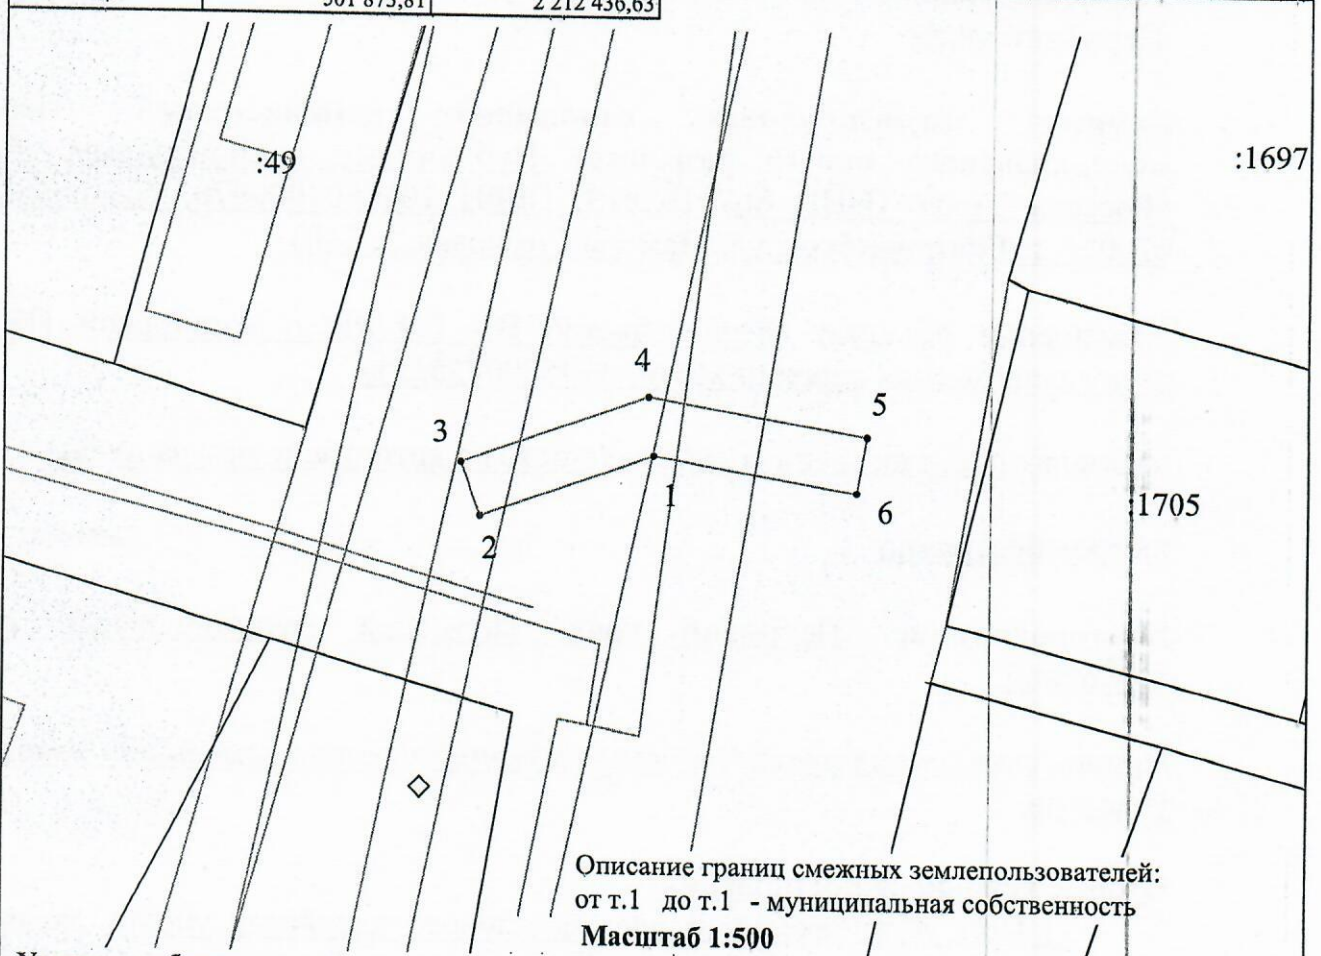 501 873,81 2 212 436,63
:49
:1697
4
5
3
1
6
:1705
2
Описание границ смежных землепользователей:
от т.1 до т.1 - муниципальная собственность
Масштаб 1:500